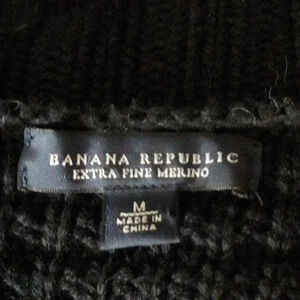 BANANA REPUBLIC
EXTRA FINE MERINO
M
MADE IN
CHINA